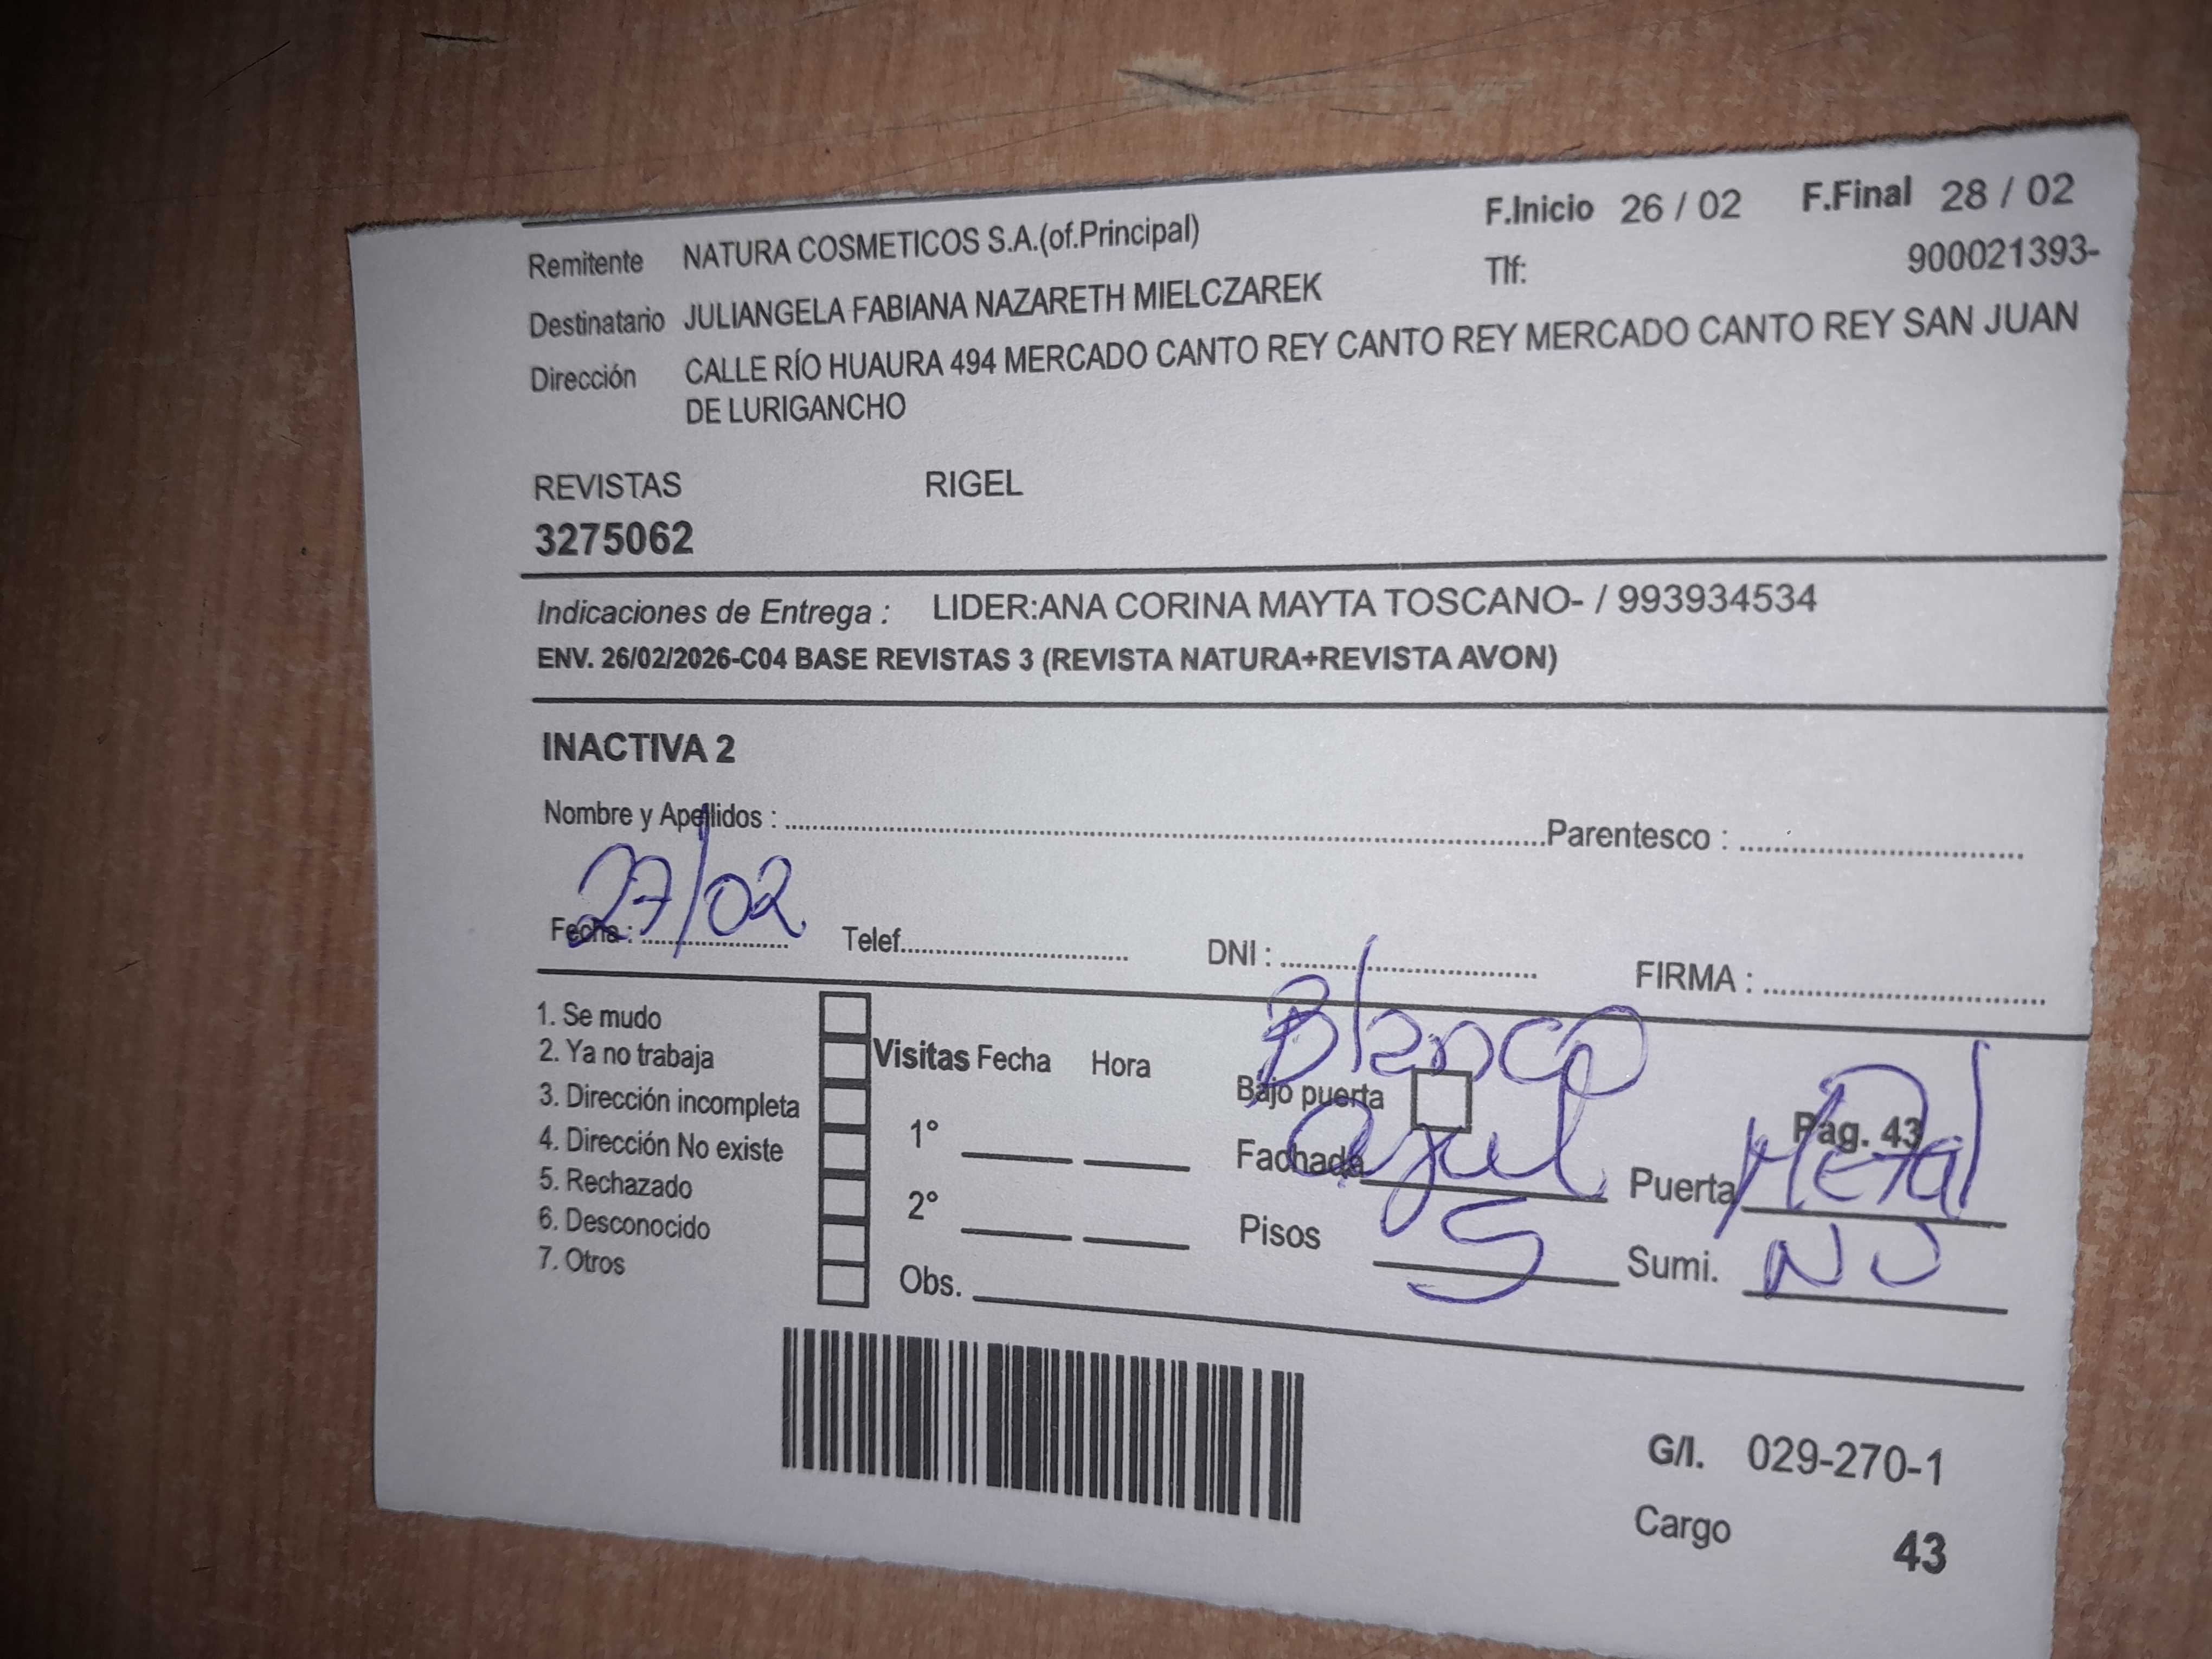 F.Inicio 26 / 02 F.Final 28 / 02
Remitente NATURA COSMETICOS S.A.(of.Principal)
Tlf: 900021393-
Destinatario JULIANGELA FABIANA NAZARETH MIELCZAREK
Dirección CALLE RÍO HUAURA 494 MERCADO CANTO REY CANTO REY MERCADO CANTO REY SAN JUAN
DE LURIGANCHO
REVISTAS RIGEL
3275062
Indicaciones de Entrega : LIDER:ANA CORINA MAYTA TOSCANO- / 993934534
ENV. 26/02/2026-C04 BASE REVISTAS 3 (REVISTA NATURA+REVISTA AVON)
INACTIVA 2
Nombre y Apellidos : Parentesco :
Fecha : 27/02 Telef. DNI : FIRMA :
1. Se mudo
2. Ya no trabaja
3. Dirección incompleta
4. Dirección No existe
5. Rechazado
6. Desconocido
7. Otros
Visitas Fecha Hora
1°
2°
Obs.
Blanco
Bajo puerta Pag. 43
Fachada azul Puerta Metal
Pisos 5 Sumi. NO
G/I. 029-270-1
Cargo 43